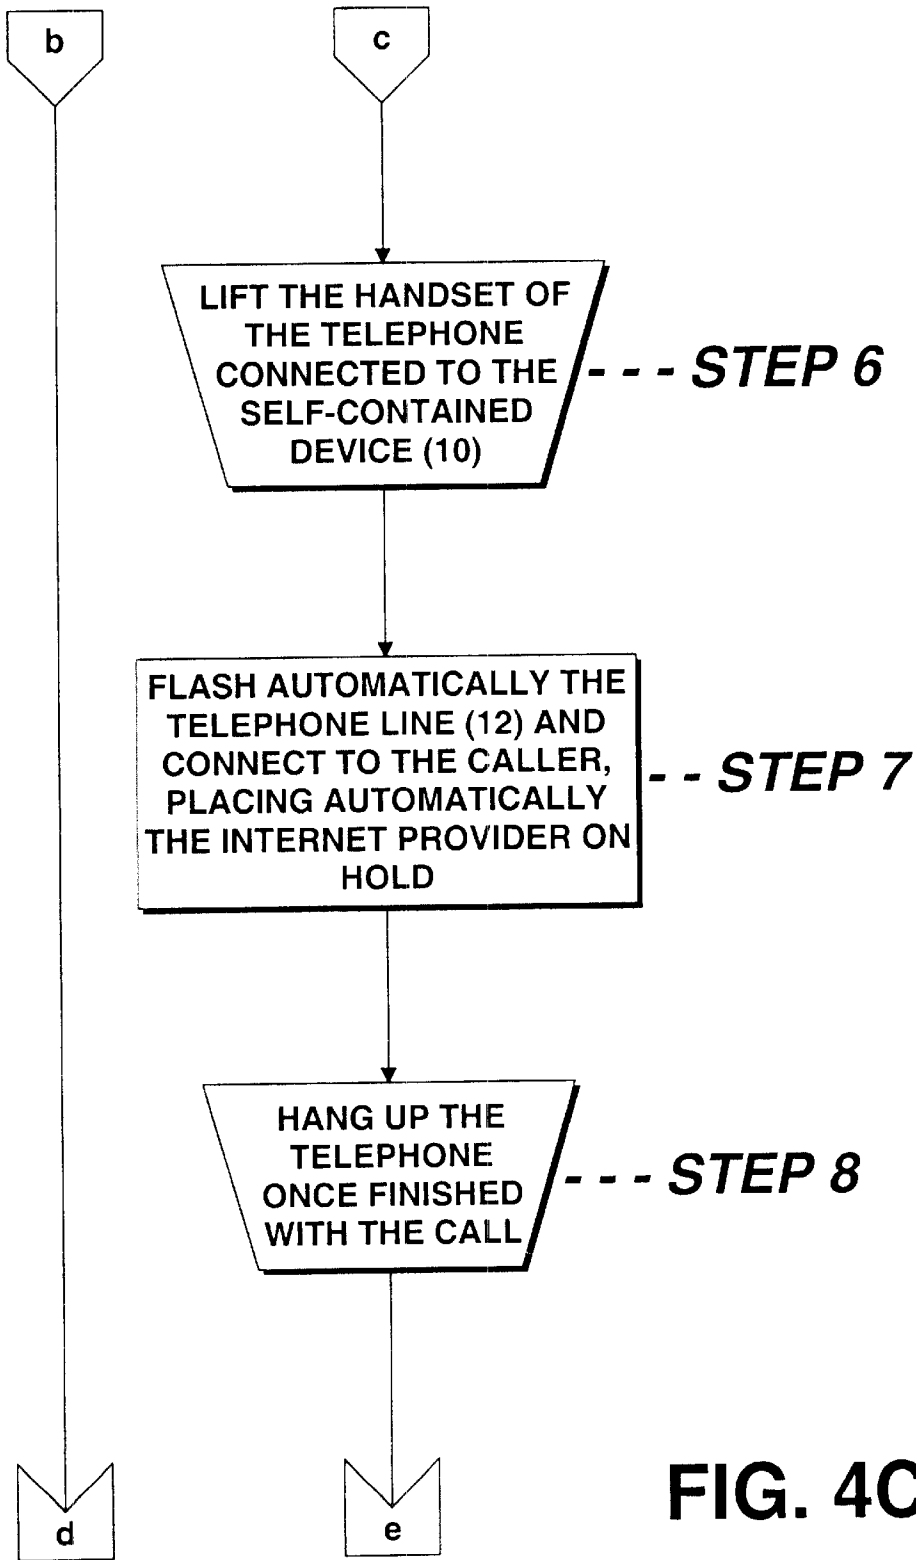 b
c
LIFT THE HANDSET OF
THE TELEPHONE
CONNECTED TO THE
SELF-CONTAINED
DEVICE (10)
- - - STEP 6
FLASH AUTOMATICALLY THE
TELEPHONE LINE (12) AND
CONNECT TO THE CALLER,
PLACING AUTOMATICALLY
THE INTERNET PROVIDER ON
HOLD
- - STEP 7
HANG UP THE
TELEPHONE
ONCE FINISHED
WITH THE CALL
- - - STEP 8
d
e
FIG. 4C